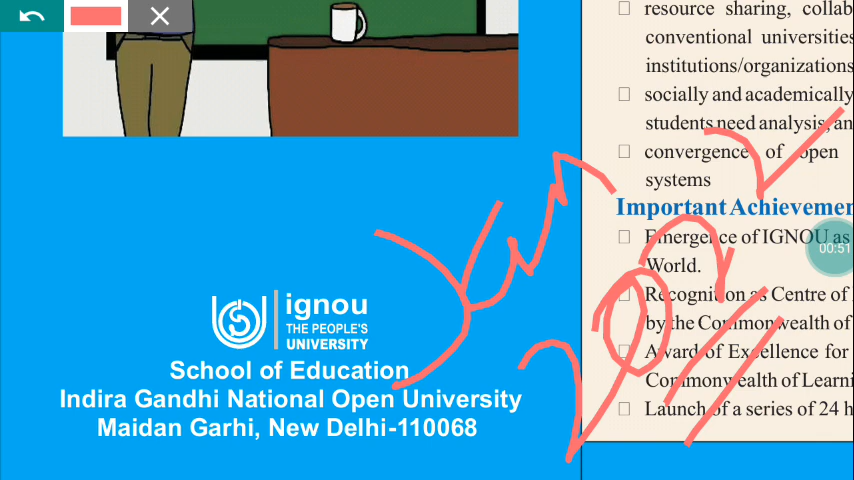 ignou
THE PEOPLE'S
UNIVERSITY
School of Education
Indira Gandhi National Open University
Maidan Garhi, New Delhi-110068
resource sharing, collab
conventional universities
institutions/organizations
socially and academically
students need analysis, an
convergence of open
systems
Important Achievemen
Emergence of IGNOU as
World.
Recognition as Centre of
by the Commonwealth of
Award of Excellence for
Commonwealth of Learni
Launch of a series of 24 h
00:51